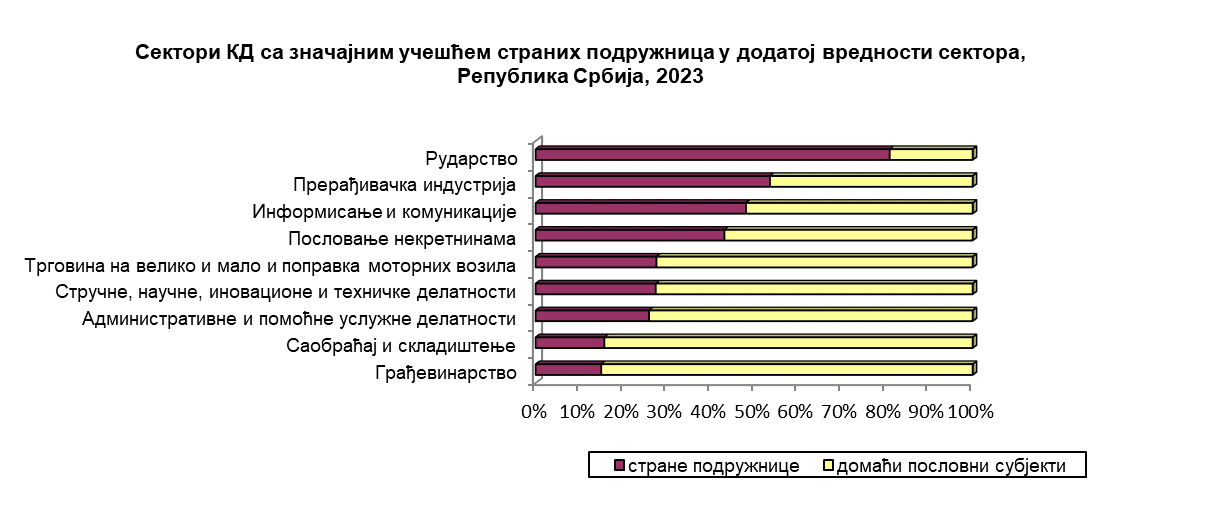 Сектори КД са значајним учешћем страних подружница у додатој вредности сектора,
Република Србија, 2023
Рударство
Прерађивачка индустрија
Информисање и комуникације
Пословање некретнинама
Трговина на велико и мало и поправка моторних возила
Стручне, научне, иновационе и техничке делатности
Административне и помоћне услужне делатности
Саобраћај и складиштење
Грађевинарство
0% 10% 20% 30% 40% 50% 60% 70% 80% 90% 100%
стране подружнице домаћи пословни субјекти